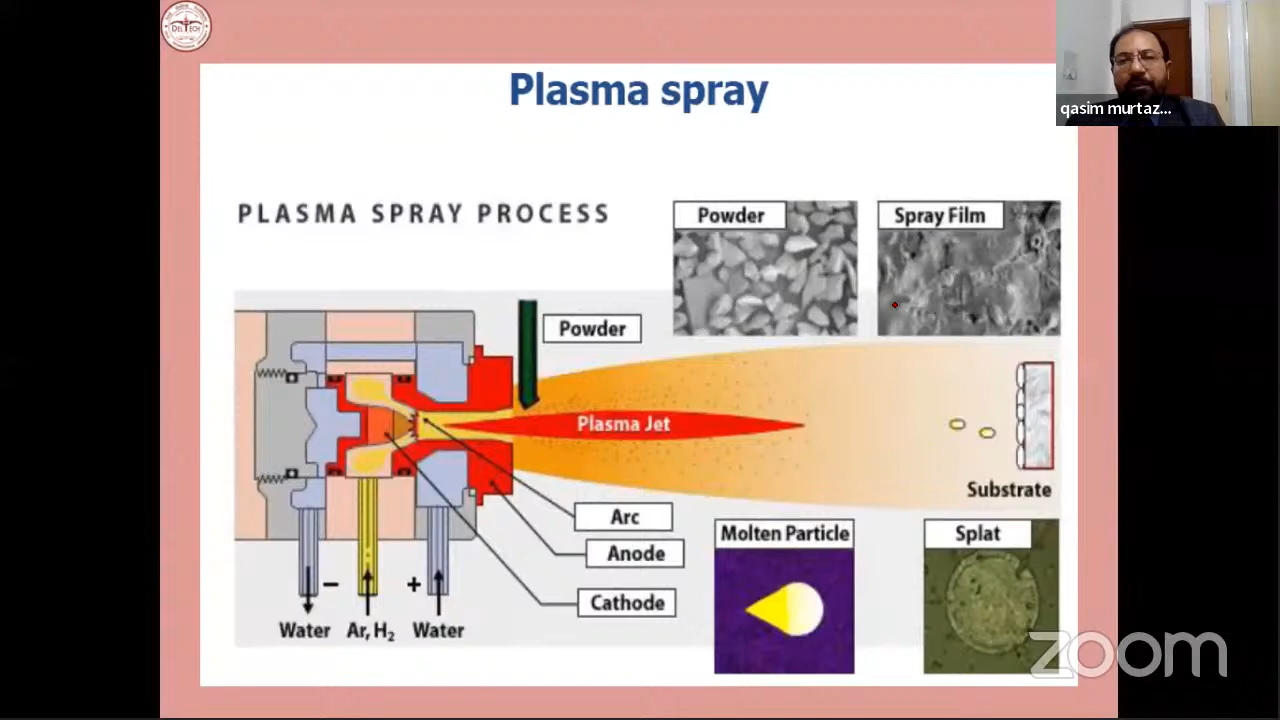 DELTECH
qasim murtaz...
Plasma spray
PLASMA SPRAY PROCESS
Powder
Spray Film
Powder
Plasma Jet
Substrate
Arc
Molten Particle
Splat
Anode
− +
Cathode
Water Ar, H₂ Water
zoom